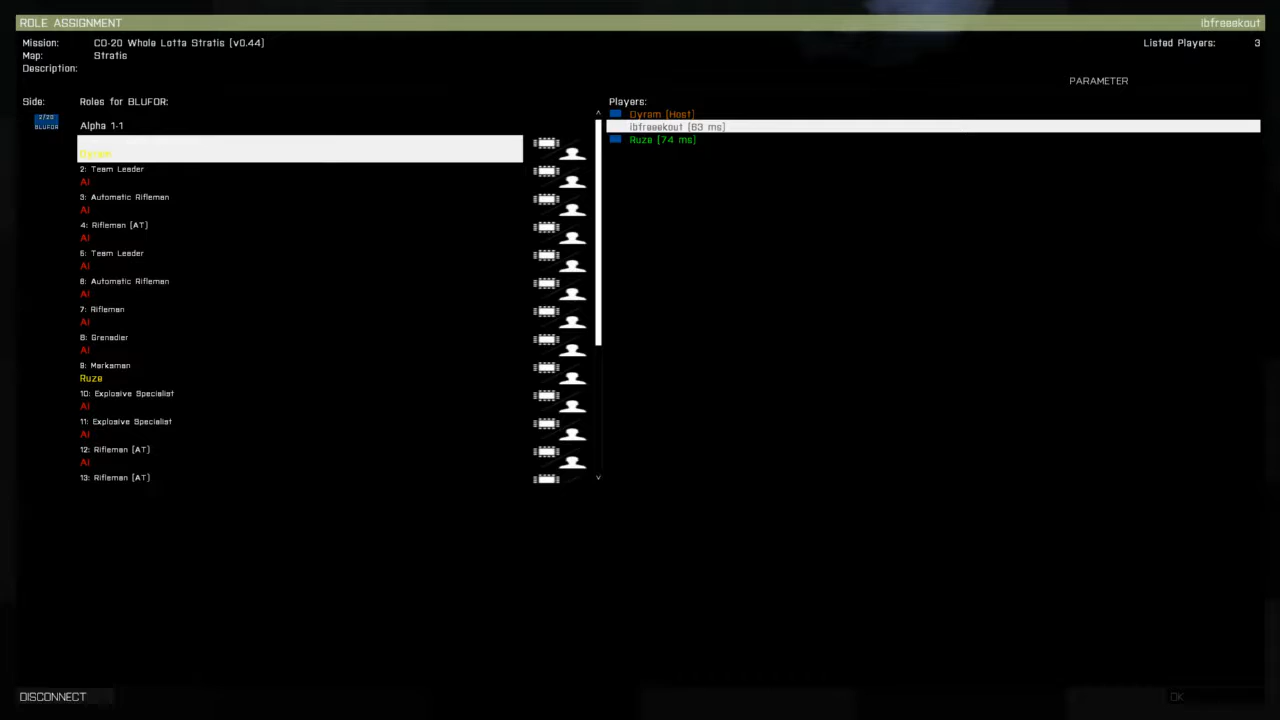 ROLE ASSIGNMENT ibfreeekout
Mission: CO-20 Whole Lotta Stratis (v0.44) Listed Players: 3
Map: Stratis
Description:
PARAMETER
Side: Roles for BLUFOR: Players:
2/20
BLUFOR
Alpha 1-1
Dyrem [Host]
ibfreeekout [63 ms]
Ruze [74 ms]
Dyrem
2: Team Leader
AI
3: Automatic Rifleman
AI
4: Rifleman (AT)
AI
5: Team Leader
AI
6: Automatic Rifleman
AI
7: Rifleman
AI
8: Grenadier
AI
9: Marksman
Ruze
10: Explosive Specialist
AI
11: Explosive Specialist
AI
12: Rifleman (AT)
AI
13: Rifleman (AT)
DISCONNECT OK